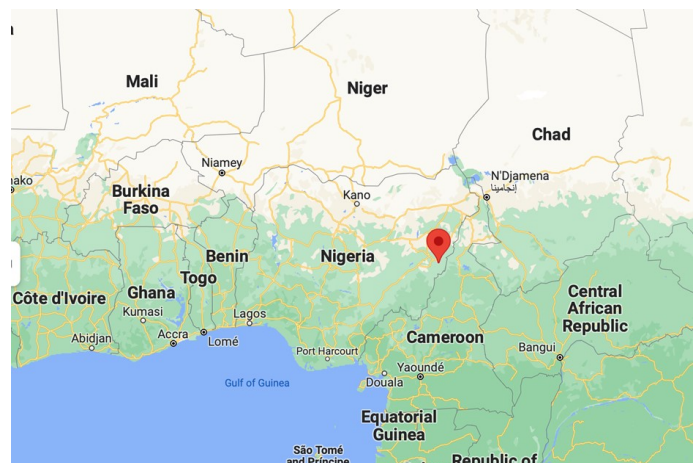 Mali
Niger
Chad
N'Djamena
إنجامينا
Niamey
ako
Kano
Burkina
Faso
Benin
Nigeria
Togo
Ghana
Côte d'Ivoire
Kumasi
Central
African
Republic
Lagos
Accra
Lomé
Abidjan
Cameroon
Port Harcourt
Bangui
Yaoundé
Douala
Gulf of Guinea
Equatorial
Guinea
São Tomé
and Príncipe
Republic of